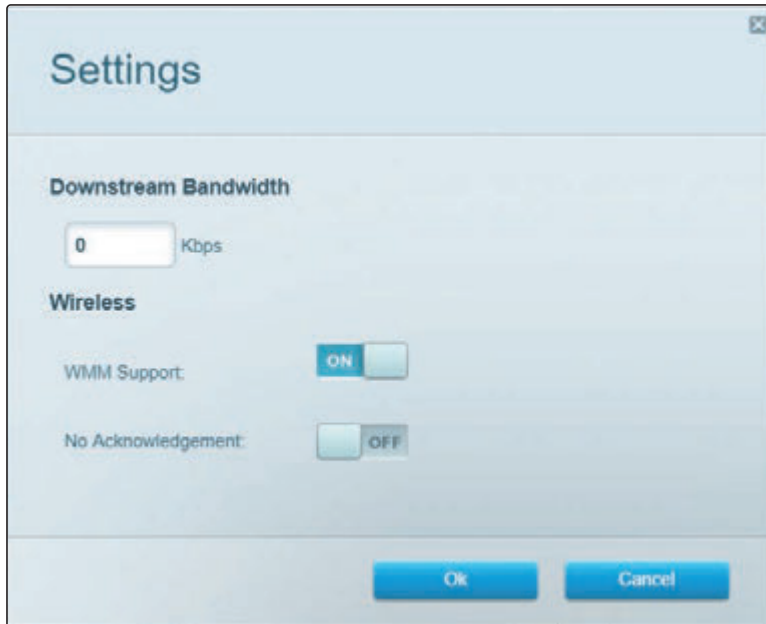 Settings
Downstream Bandwidth
0 Kbps
Wireless
WMM Support: ON
No Acknowledgement: OFF
Ok Cancel